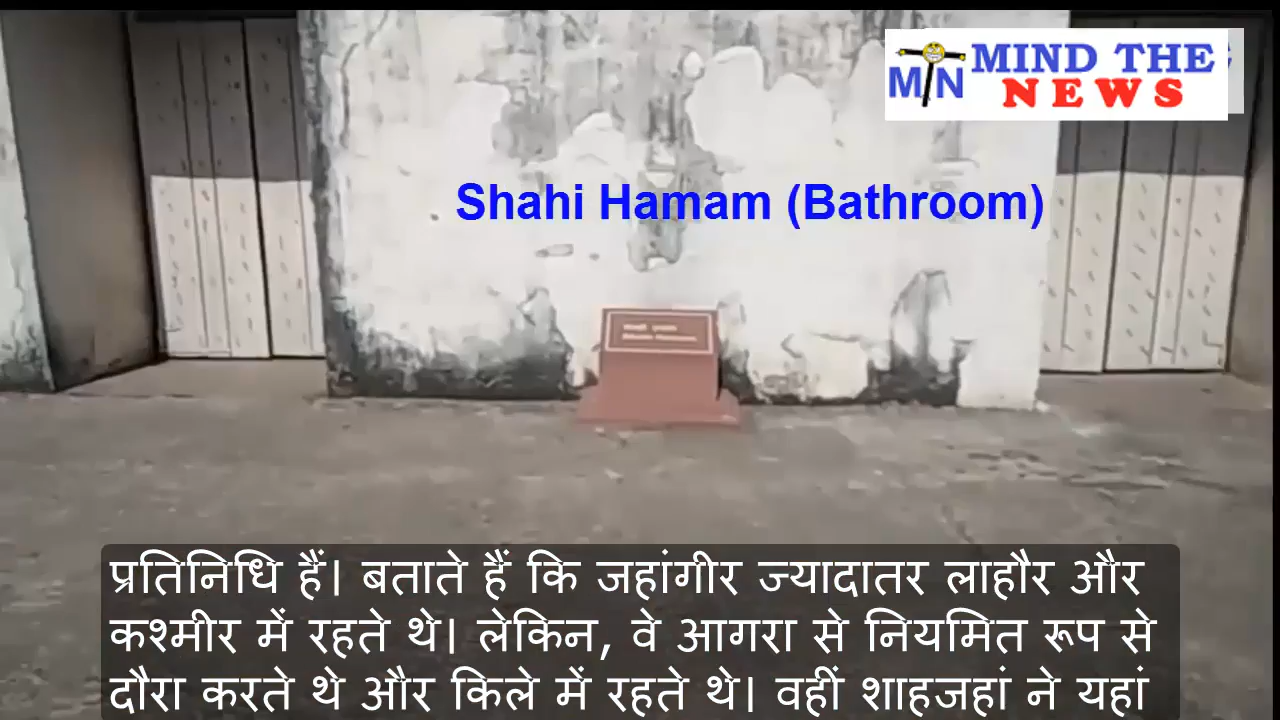 MTN MIND THE
NEWS
Shahi Hamam (Bathroom)
प्रतिनिधि हैं। बताते हैं कि जहांगीर ज्यादातर लाहौर और
कश्मीर में रहते थे। लेकिन, वे आगरा से नियमित रूप से
दौरा करते थे और किले में रहते थे। वहीं शाहजहां ने यहां